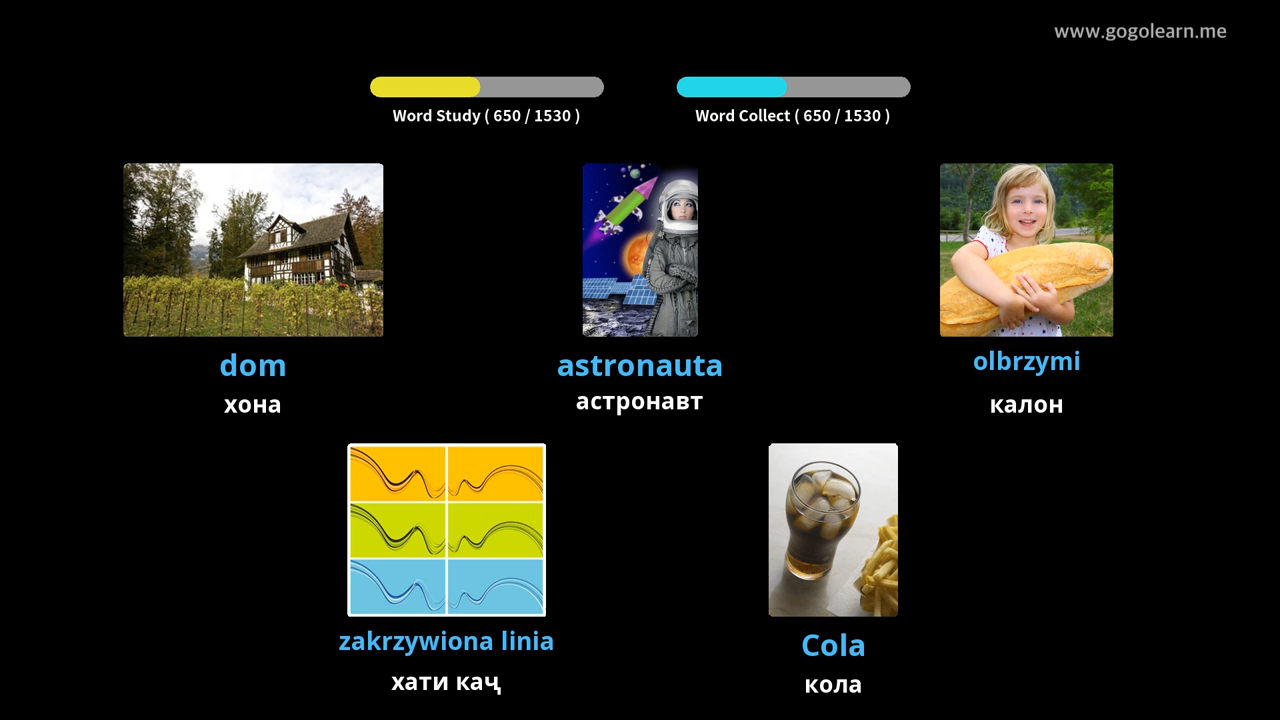 www.gogolearn.me
Word Study ( 650 / 1530 )
Word Collect ( 650 / 1530 )
dom
хона
astronauta
астронавт
olbrzymi
калон
zakrzywiona linia
хати каҷ
Cola
кола